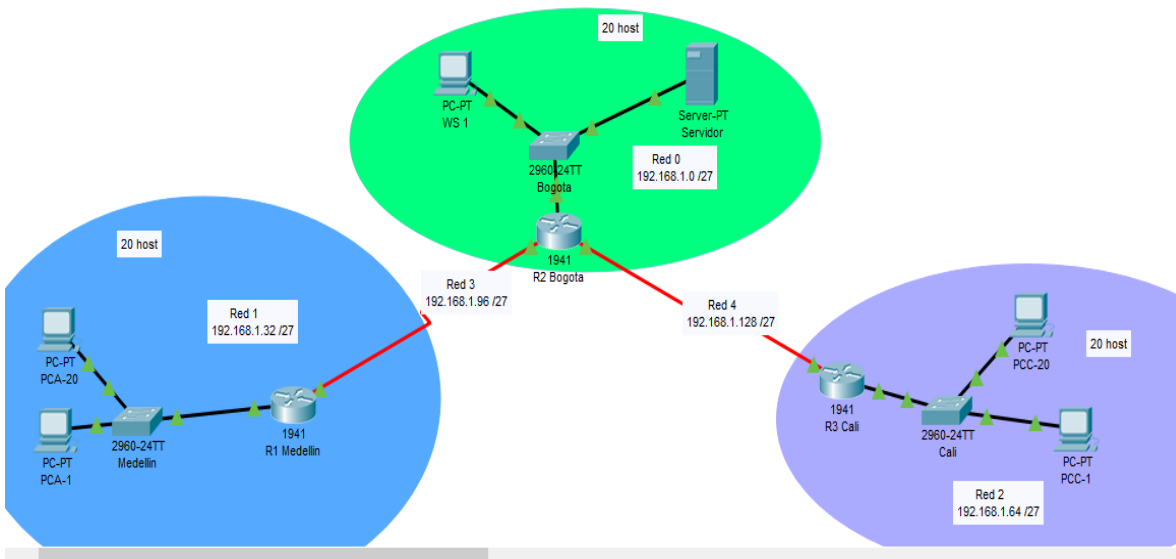 20 host
PC-PT
WS 1
Server-PT
Servidor
2960-24TT
Bogota
Red 0
192.168.1.0 /27
1941
R2 Bogota
20 host
Red 3
192.168.1.96 /27
Red 1
192.168.1.32 /27
PC-PT
PCA-20
PC-PT
PCA-1
2960-24TT
Medellin
1941
R1 Medellin
Red 4
192.168.1.128 /27
20 host
PC-PT
PCC-20
1941
R3 Cali
2960-24TT
Cali
PC-PT
PCC-1
Red 2
192.168.1.64 /27